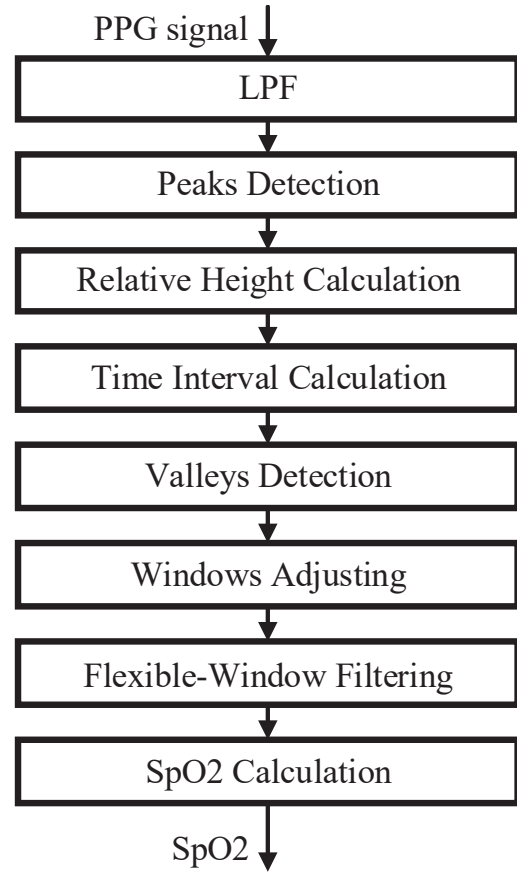 PPG signal
LPF
Peaks Detection
Relative Height Calculation
Time Interval Calculation
Valleys Detection
Windows Adjusting
Flexible-Window Filtering
SpO2 Calculation
SpO2